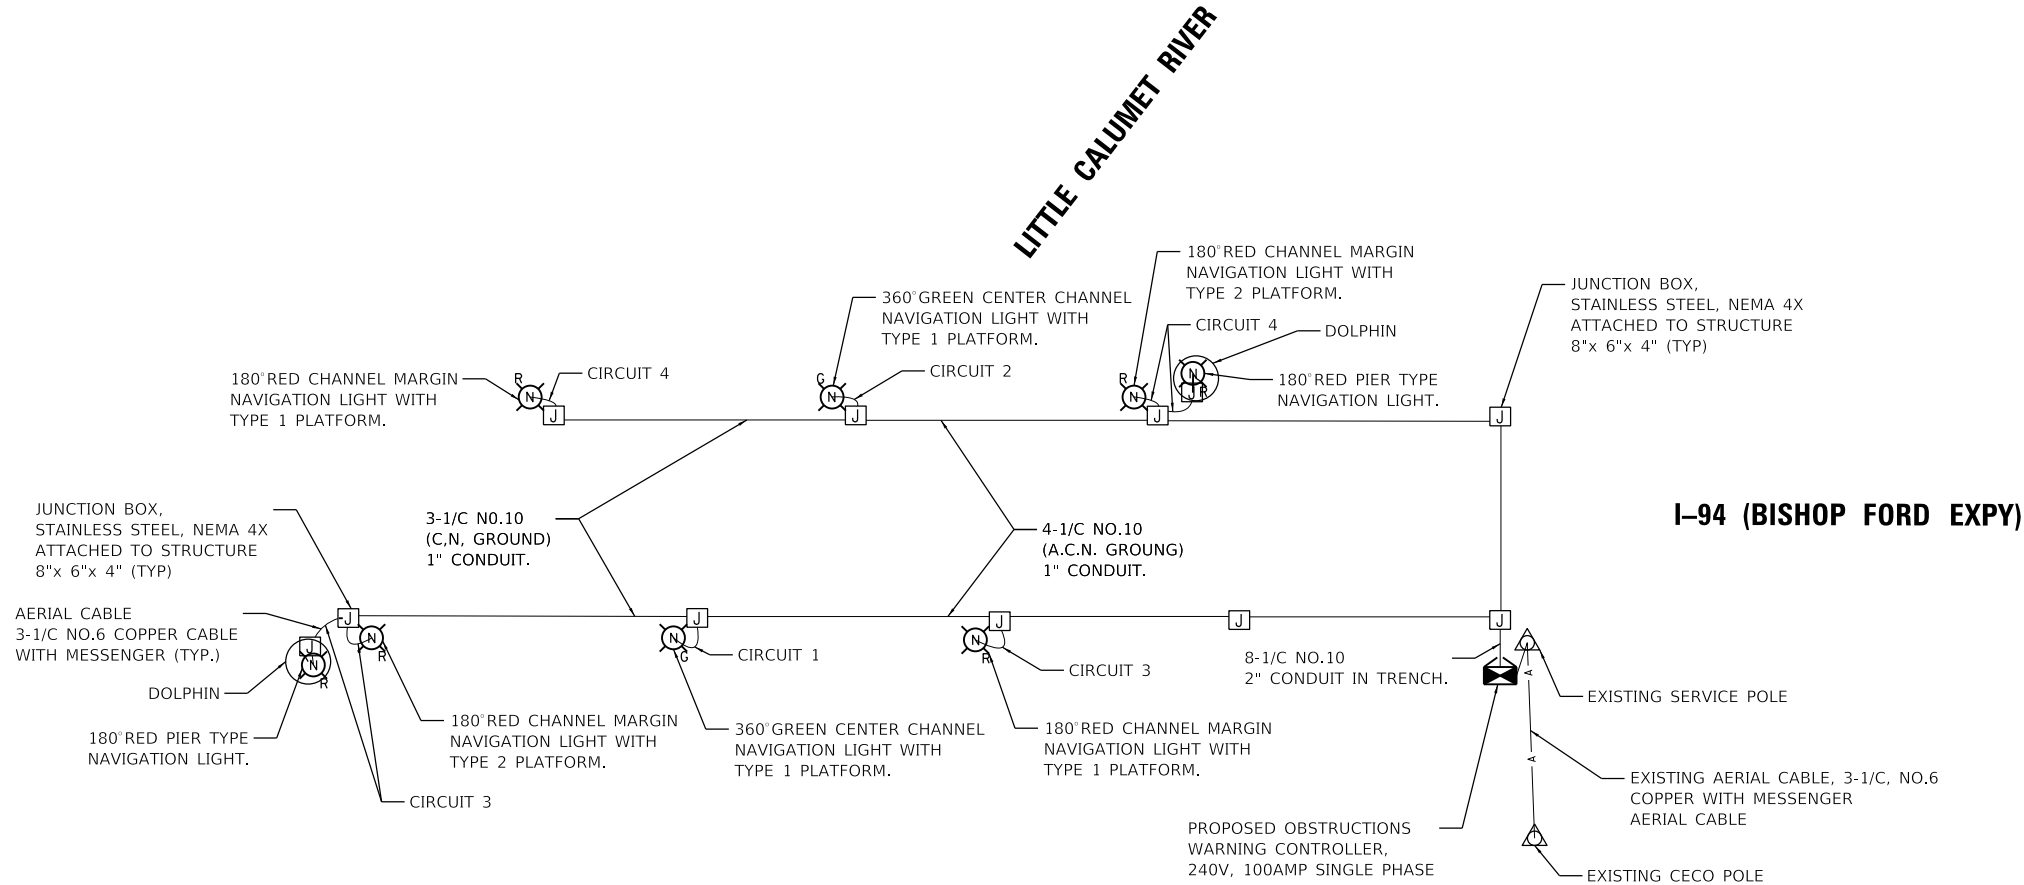 LITTLE CALUMET RIVER
180°RED CHANNEL MARGIN
NAVIGATION LIGHT WITH
TYPE 2 PLATFORM.
360°GREEN CENTER CHANNEL
NAVIGATION LIGHT WITH
TYPE 1 PLATFORM.
JUNCTION BOX,
STAINLESS STEEL, NEMA 4X
ATTACHED TO STRUCTURE
8"x 6"x 4" (TYP)
CIRCUIT 4
DOLPHIN
180°RED CHANNEL MARGIN
NAVIGATION LIGHT WITH
TYPE 1 PLATFORM.
R
N
J
CIRCUIT 4
G
N
J
CIRCUIT 2
R
N
J
N
J
R
180°RED PIER TYPE
NAVIGATION LIGHT.
J
JUNCTION BOX,
STAINLESS STEEL, NEMA 4X
ATTACHED TO STRUCTURE
8"x 6"x 4" (TYP)
3-1/C N0.10
(C,N, GROUND)
1" CONDUIT.
4-1/C NO.10
(A.C.N. GROUNG)
1" CONDUIT.
I–94 (BISHOP FORD EXPY)
AERIAL CABLE
3-1/C NO.6 COPPER CABLE
WITH MESSENGER (TYP.)
J
N
R
J
N
R
J
N
G
J
N
R
J
J
DOLPHIN
180°RED PIER TYPE
NAVIGATION LIGHT.
CIRCUIT 3
180°RED CHANNEL MARGIN
NAVIGATION LIGHT WITH
TYPE 2 PLATFORM.
CIRCUIT 1
360°GREEN CENTER CHANNEL
NAVIGATION LIGHT WITH
TYPE 1 PLATFORM.
CIRCUIT 3
180°RED CHANNEL MARGIN
NAVIGATION LIGHT WITH
TYPE 1 PLATFORM.
8-1/C NO.10
2" CONDUIT IN TRENCH.
A
A
EXISTING SERVICE POLE
EXISTING AERIAL CABLE, 3-1/C, NO.6
COPPER WITH MESSENGER
AERIAL CABLE
PROPOSED OBSTRUCTIONS
WARNING CONTROLLER,
240V, 100AMP SINGLE PHASE
EXISTING CECO POLE